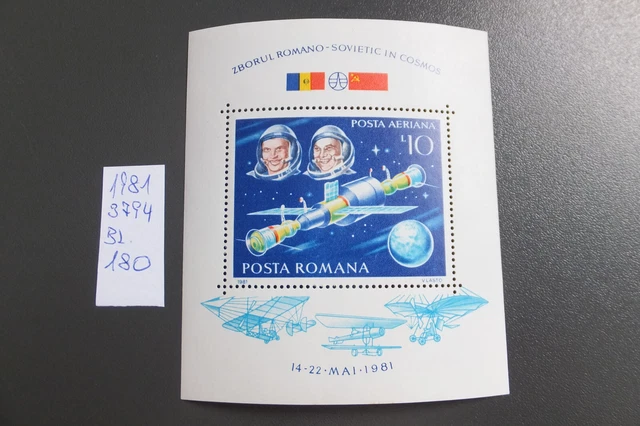 1981
3794
Bl.
180
ZBORUL ROMANO-SOVIETIC IN COSMOS
POSTA AERIANA
L10
POSTA ROMANA
1981
14-22·MAI·1981